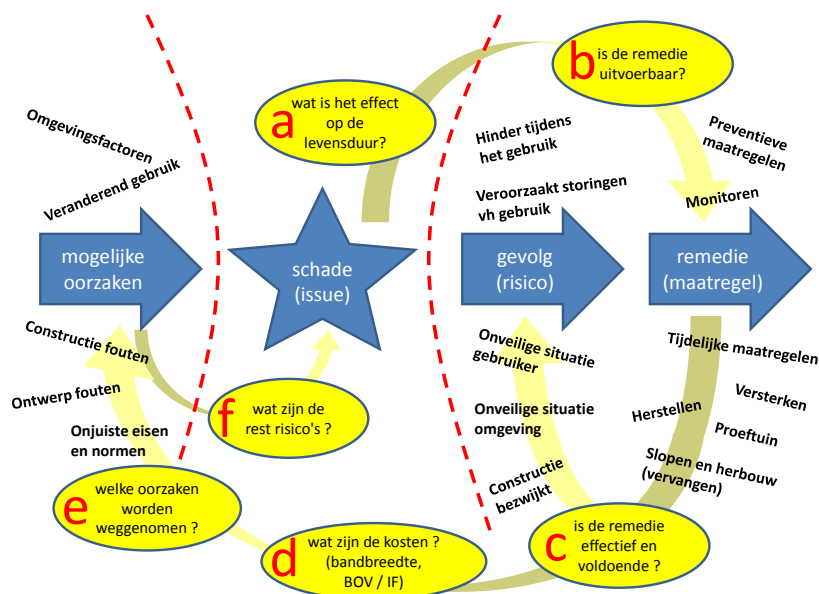 b
is de remedie
uitvoerbaar?
a
wat is het effect
op de
levensduur?
Omgevingsfactoren
Veranderend gebruik
Hinder tijdens
het gebruik
Veroorzaakt storingen
vh gebruik
Preventieve
maatregelen
Monitoren
mogelijke
oorzaken
schade
(issue)
gevolg
(risico)
remedie
(maatregel)
Constructie fouten
Ontwerp fouten
Onjuiste eisen
en normen
f
wat zijn de
rest risico's ?
Onveilige situatie
gebruiker
Onveilige situatie
omgeving
Constructie
bezwijkt
Tijdelijke maatregelen
Versterken
Herstellen
Proeftuin
Slopen en herbouw
(vervangen)
e
welke oorzaken
worden
weggenomen ?
d
wat zijn de kosten ?
(bandbreedte,
BOV / IF)
c
is de remedie
effectief en
voldoende ?